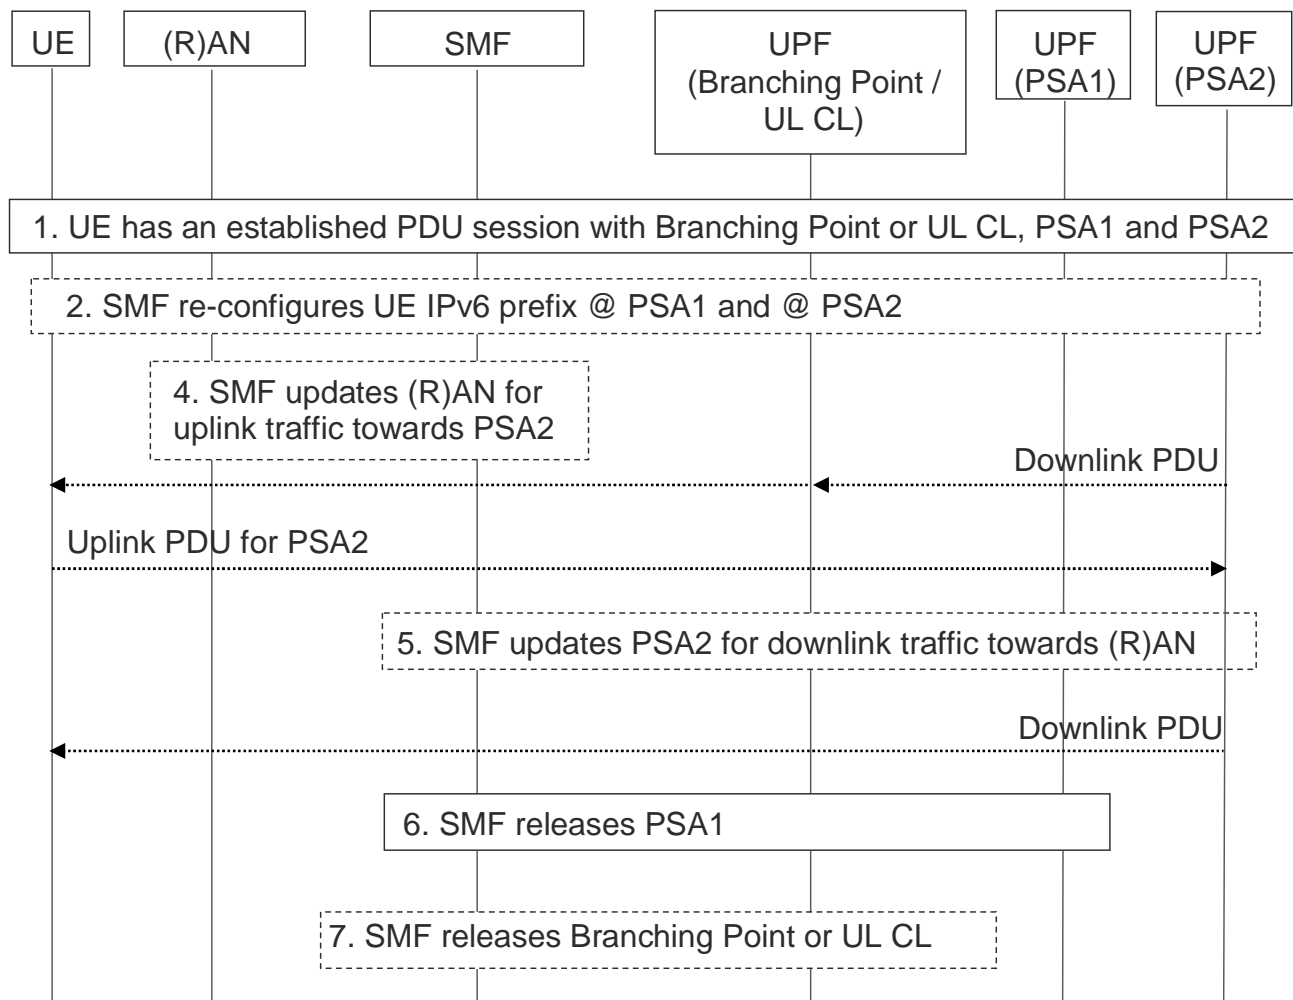 UE
(R)AN
SMF
UPF
(Branching Point /
UL CL)
UPF
(PSA1)
UPF
(PSA2)
1. UE has an established PDU session with Branching Point or UL CL, PSA1 and PSA2
2. SMF re-configures UE IPv6 prefix @ PSA1 and @ PSA2
4. SMF updates (R)AN for
uplink traffic towards PSA2
Downlink PDU
Uplink PDU for PSA2
5. SMF updates PSA2 for downlink traffic towards (R)AN
Downlink PDU
6. SMF releases PSA1
7. SMF releases Branching Point or UL CL